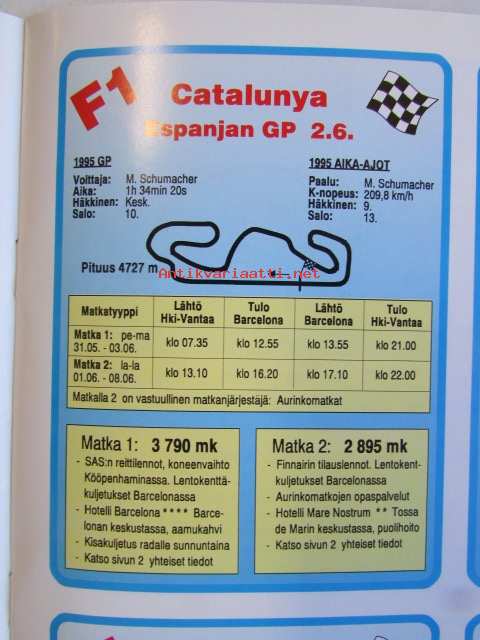 F1
Catalunya
Espanjan GP 2.6.
1995 GP
Voittaja: M. Schumacher
Aika: 1h 34min 20s
Häkkinen: Kesk.
Salo: 10.
1995 AIKA-AJOT
Paalu: M. Schumacher
K-nopeus: 209,8 km/h
Häkkinen: 9.
Salo: 13.
Pituus 4727 m
Antikvariaatti.net
Matkatyyppi Lähtö Hki-Vantaa Tulo Barcelona Lähtö Barcelona Tulo Hki-Vantaa
Matka 1: pe-ma
31.05. - 03.06. klo 07.35 klo 12.55 klo 13.55 klo 21.00
Matka 2: la-la
01.06. - 08.06. klo 13.10 klo 16.20 klo 17.10 klo 22.00
Matkalla 2 on vastuullinen matkanjärjestäjä: Aurinkomatkat
Matka 1: 3 790 mk
- SAS:n reittilennot, koneenvaihto
Kööpenhaminassa. Lentokenttä-
kuljetukset Barcelonassa
- Hotelli Barcelona **** Barce-
lonan keskustassa, aamukahvi
- Kisakuljetus radalle sunnuntaina
- Katso sivun 2 yhteiset tiedot
Matka 2: 2 895 mk
- Finnairin tilauslennot. Lentokent-
kuljetukset Barcelonassa
- Aurinkomatkojen opaspalvelut
- Hotelli Mare Nostrum ** Tossa
de Marin keskustassa, puolihoito
- Katso sivun 2 yhteiset tiedot